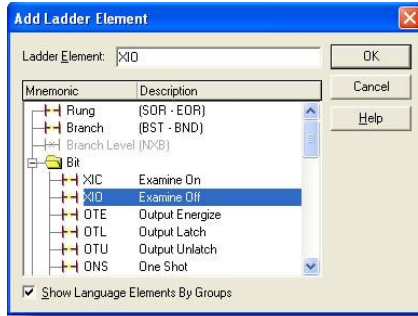 Add Ladder Element
Ladder Element: XIO
OK
Mnemonic Description
Cancel
Rung (SOR - EOR)
Branch (BST - BND)
Help
Branch Level (NXB)
Bit
XIC Examine On
XIO Examine Off
OTE Output Energize
OTL Output Latch
OTU Output Unlatch
ONS One Shot
Show Language Elements By Groups